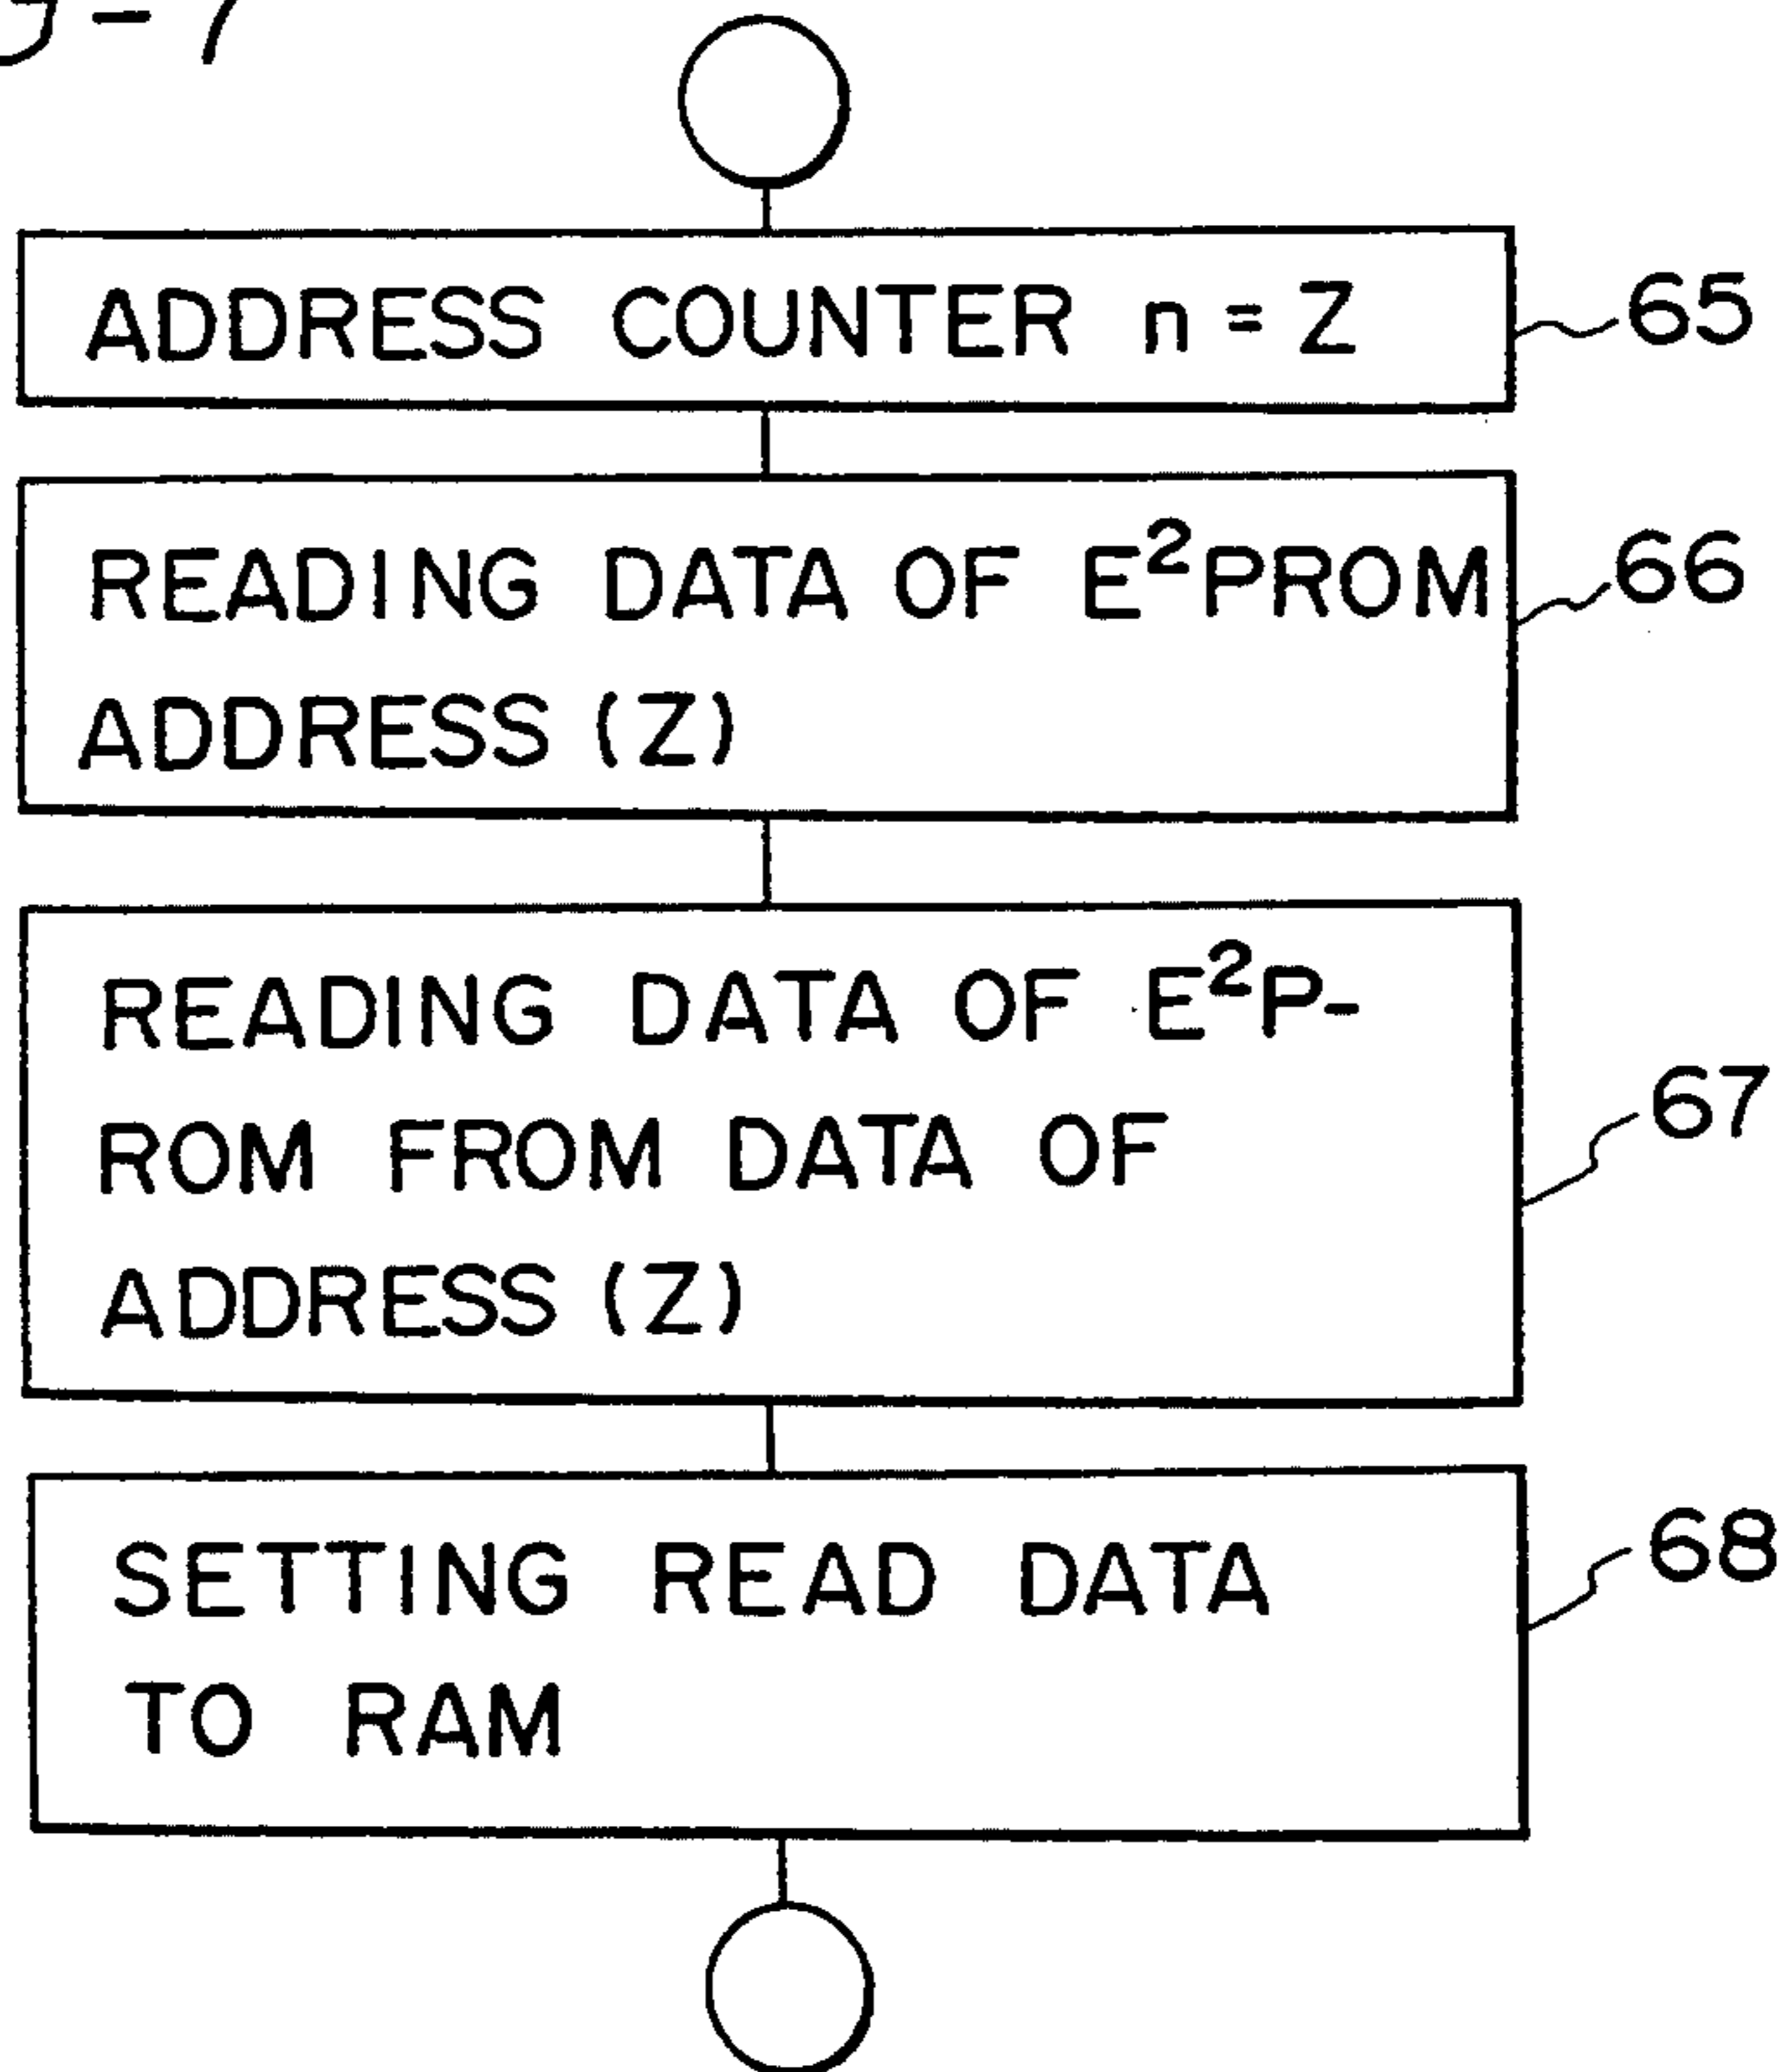 -7
ADDRESS COUNTER n = Z 65
READING DATA OF E²PROM 66
ADDRESS (Z)
READING DATA OF E²P-
ROM FROM DATA OF 67
ADDRESS (Z)
SETTING READ DATA 68
TO RAM